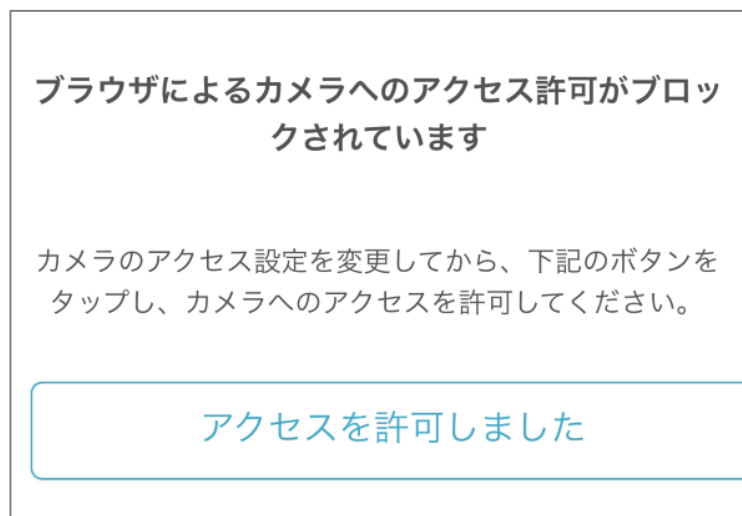 ブラウザによるカメラへのアクセス許可がブロッ
クされています
カメラのアクセス設定を変更してから、下記のボタンを
タップし、カメラへのアクセスを許可してください。
アクセスを許可しました